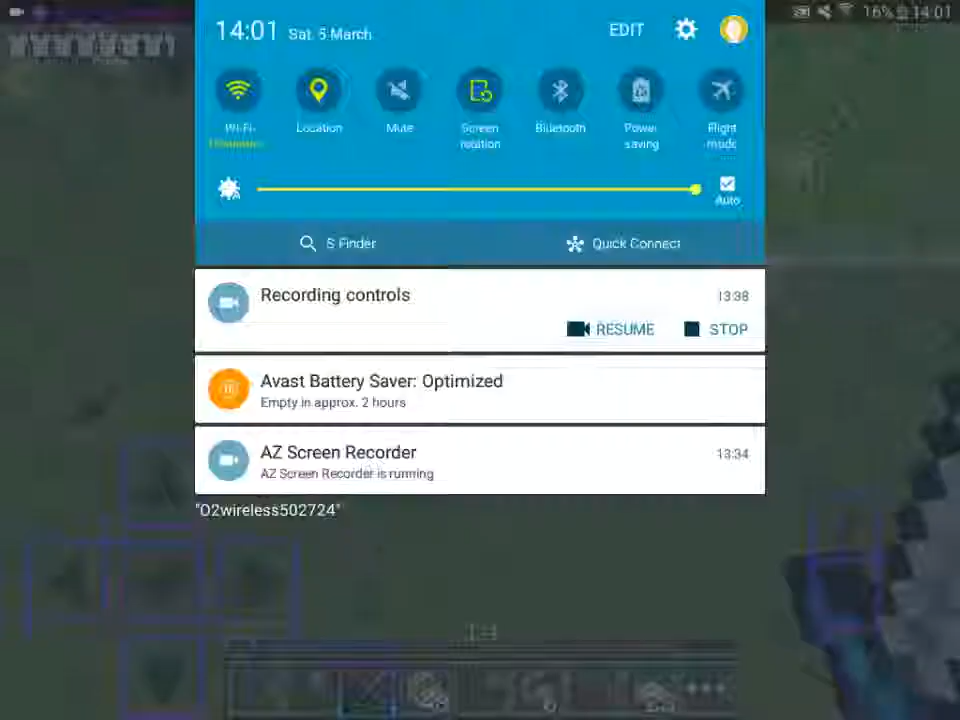 16% 14:01
14:01 Sat. 5 March
EDIT
Wi-Fi
Location
Mute
Screen rotation
Bluetooth
Power saving
Flight mode
Auto
S Finder
Quick Connect
Recording controls
13:38
RESUME
STOP
Avast Battery Saver: Optimized
Empty in approx. 2 hours
AZ Screen Recorder
13:34
AZ Screen Recorder is running
"O2wireless502724"